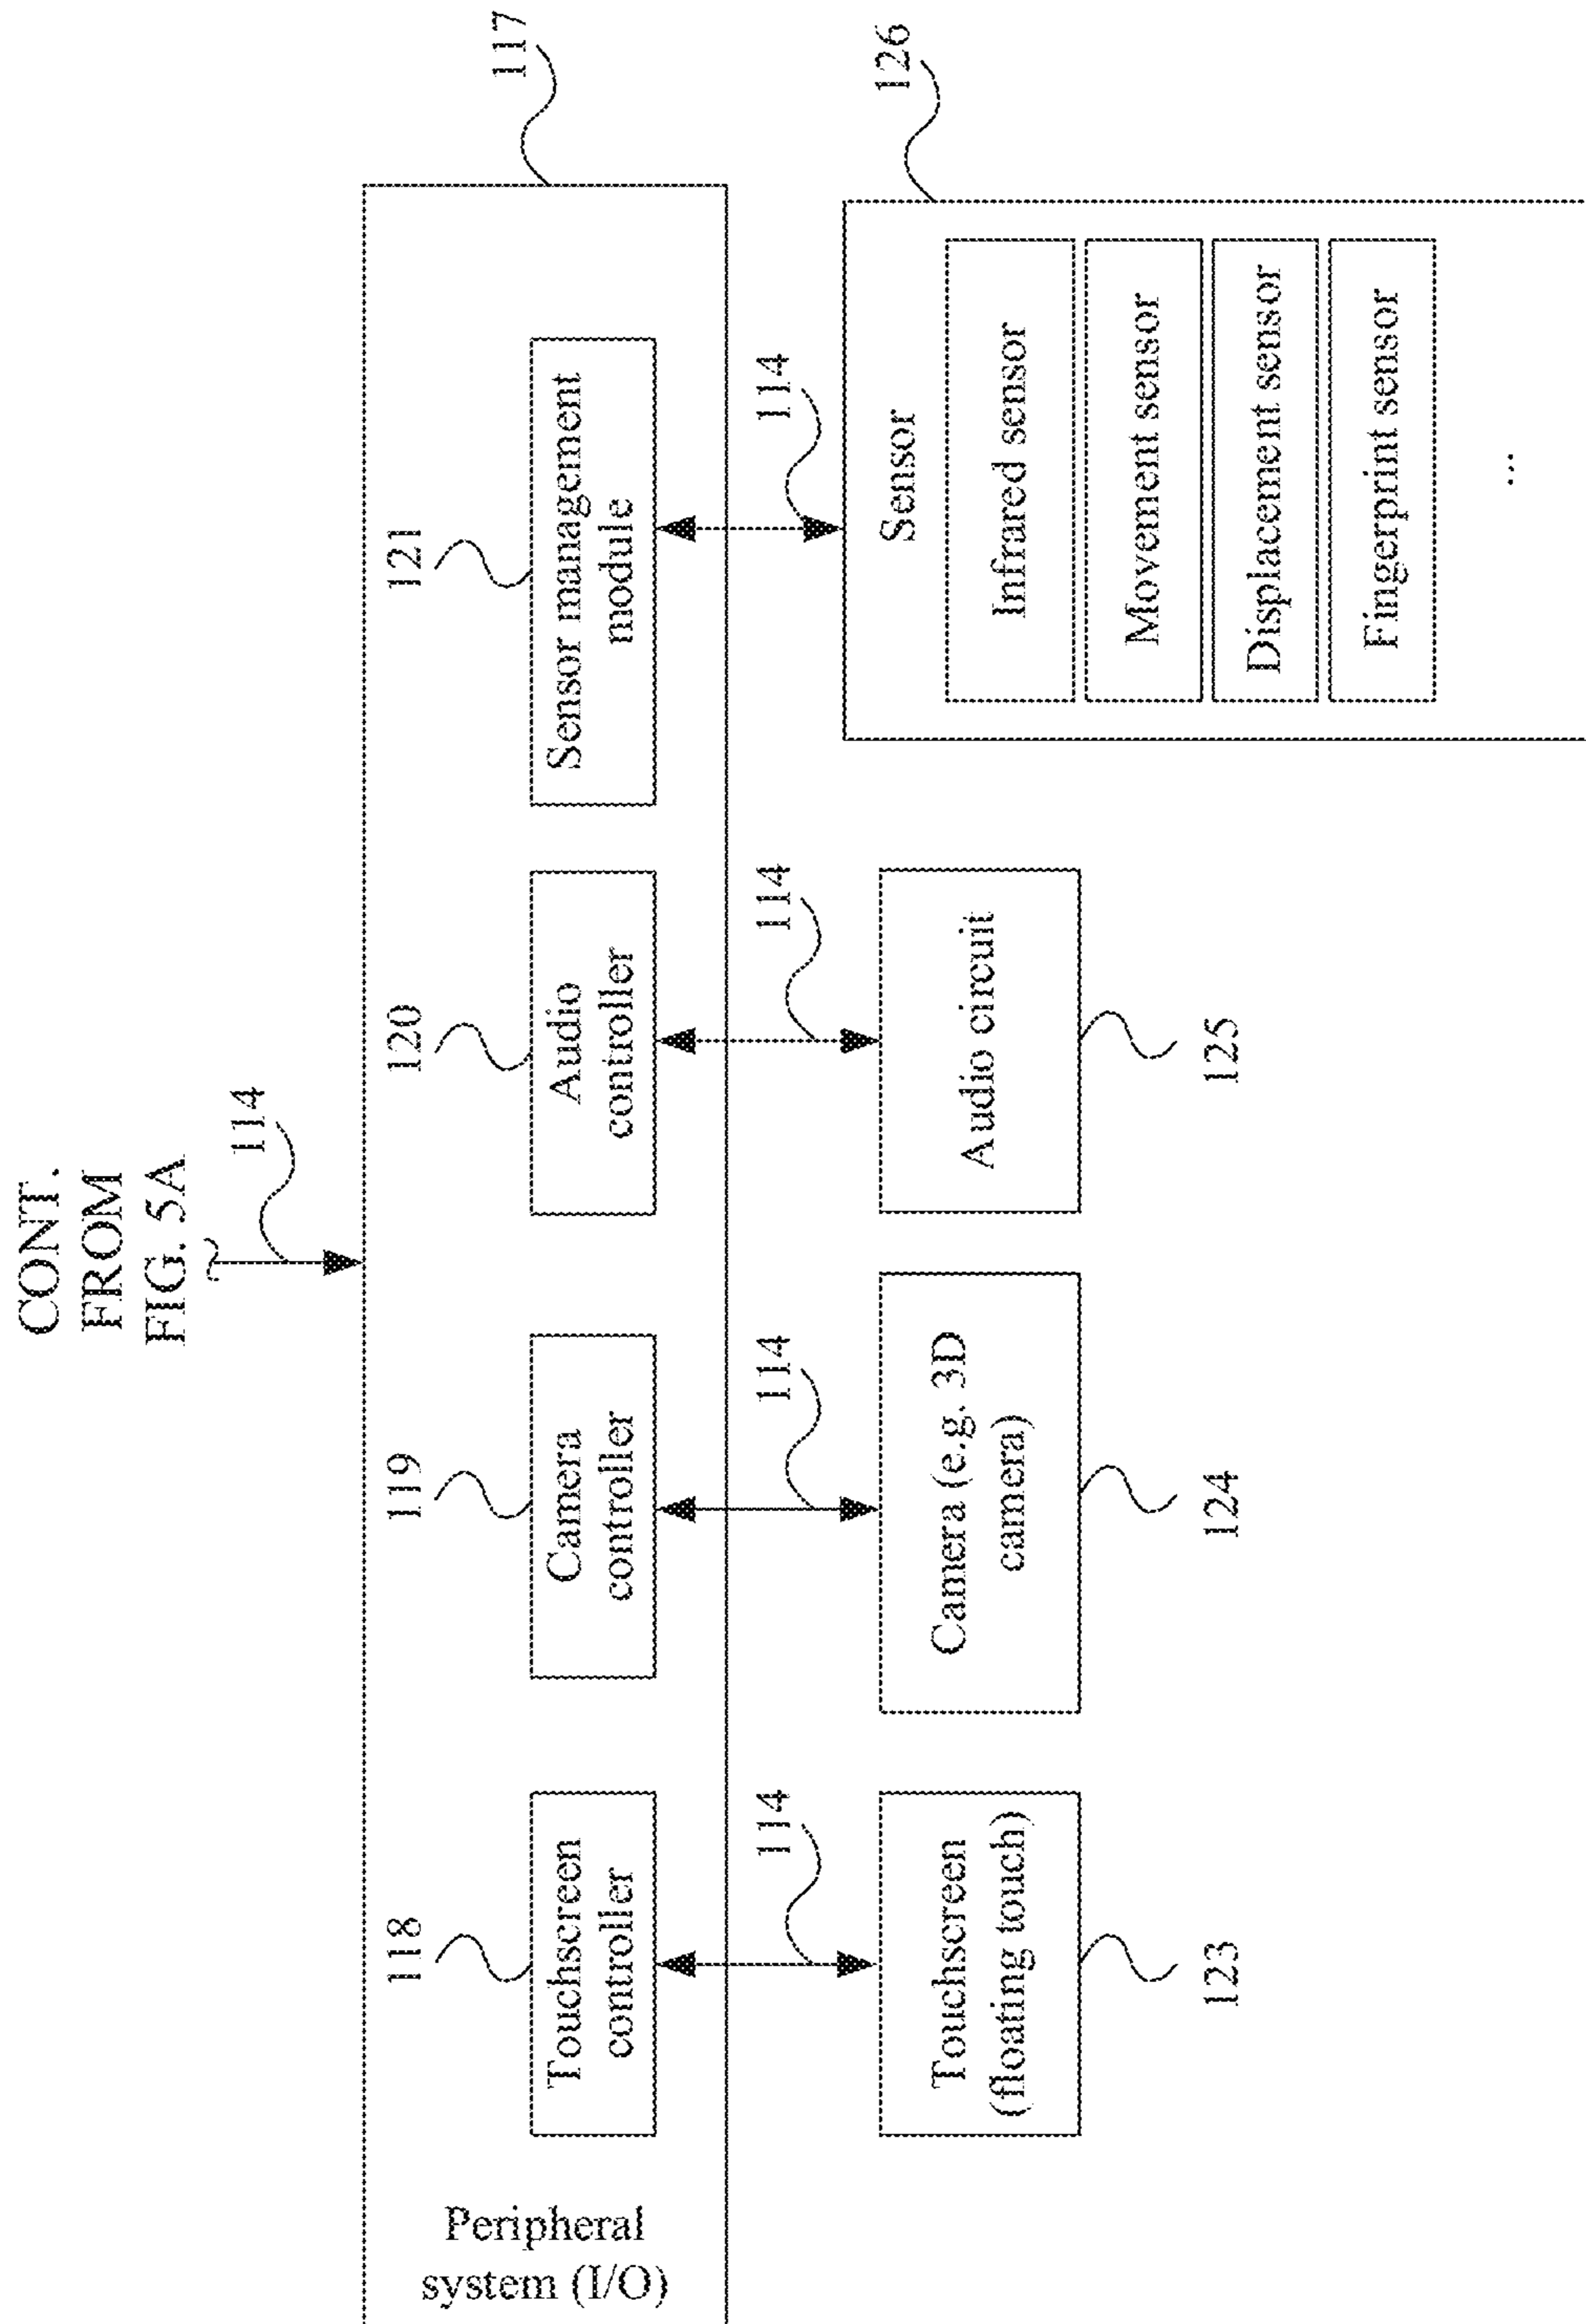 CONT.
FROM
FIG. 5A
114
117
Peripheral
system (I/O)
118
119
120
121
Touchscreen
controller
Camera
controller
Audio
controller
Sensor management
module
114
114
114
114
126
Touchscreen
(floating touch)
Camera (e.g. 3D
camera)
Audio circuit
Sensor
Infrared sensor
Movement sensor
Displacement sensor
Fingerprint sensor
...
123
124
125